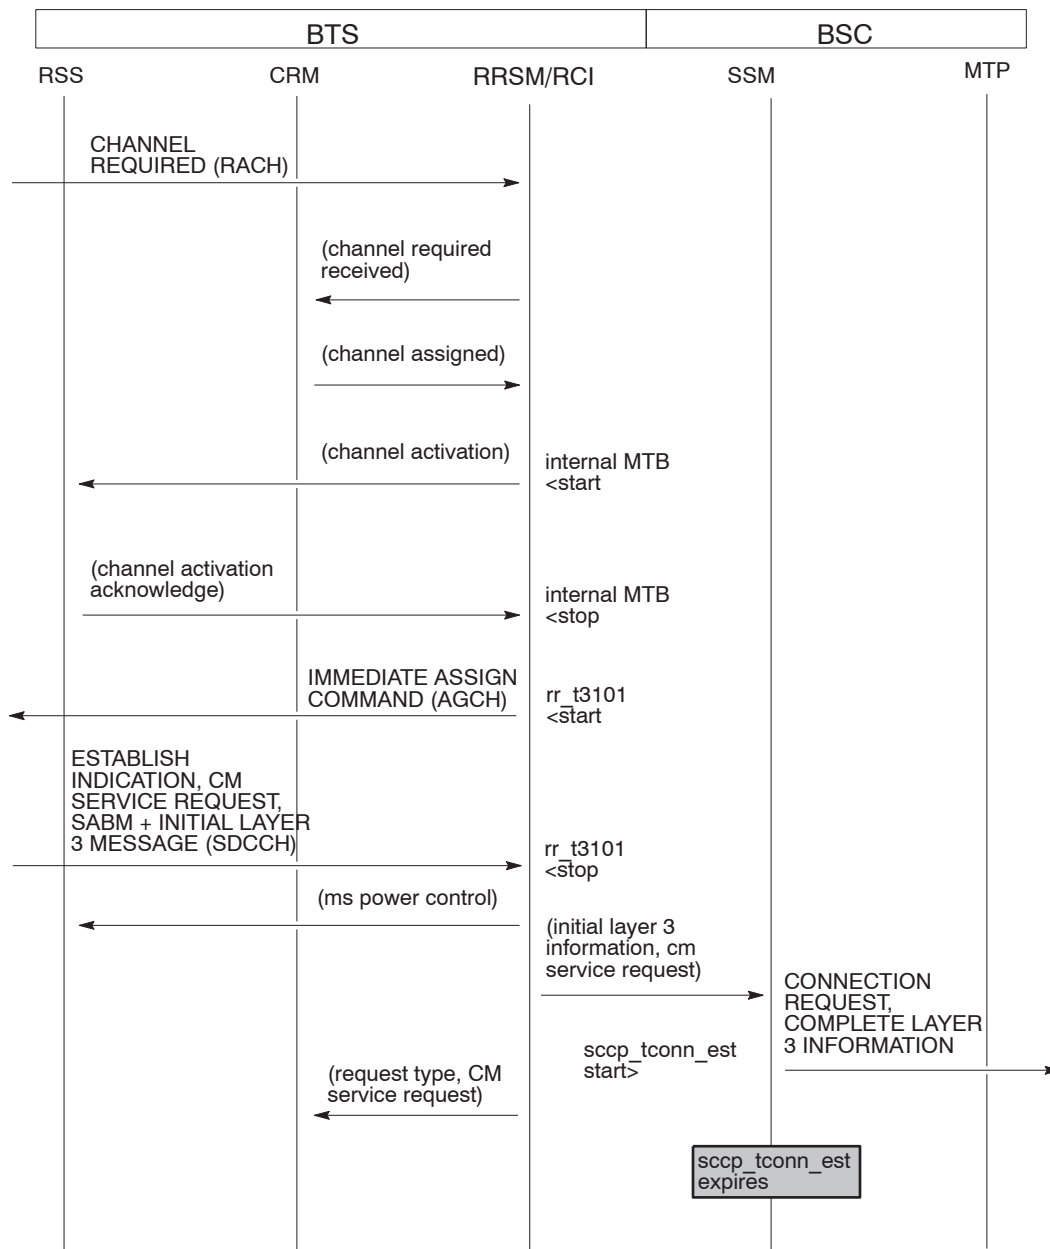 BTS
BSC
RSS
CRM
RRSM/RCI
SSM
MTP
CHANNEL
REQUIRED (RACH)
(channel required
received)
(channel assigned)
(channel activation)
internal MTB
<start
(channel activation
acknowledge)
internal MTB
<stop
IMMEDIATE ASSIGN
COMMAND (AGCH)
rr_t3101
<start
ESTABLISH
INDICATION, CM
SERVICE REQUEST,
SABM + INITIAL LAYER
3 MESSAGE (SDCCH)
rr_t3101
<stop
(ms power control)
(initial layer 3
information, cm
service request)
CONNECTION
REQUEST,
COMPLETE LAYER
3 INFORMATION
sccp_tconn_est
start>
(request type, CM
service request)
sccp_tconn_est
expires